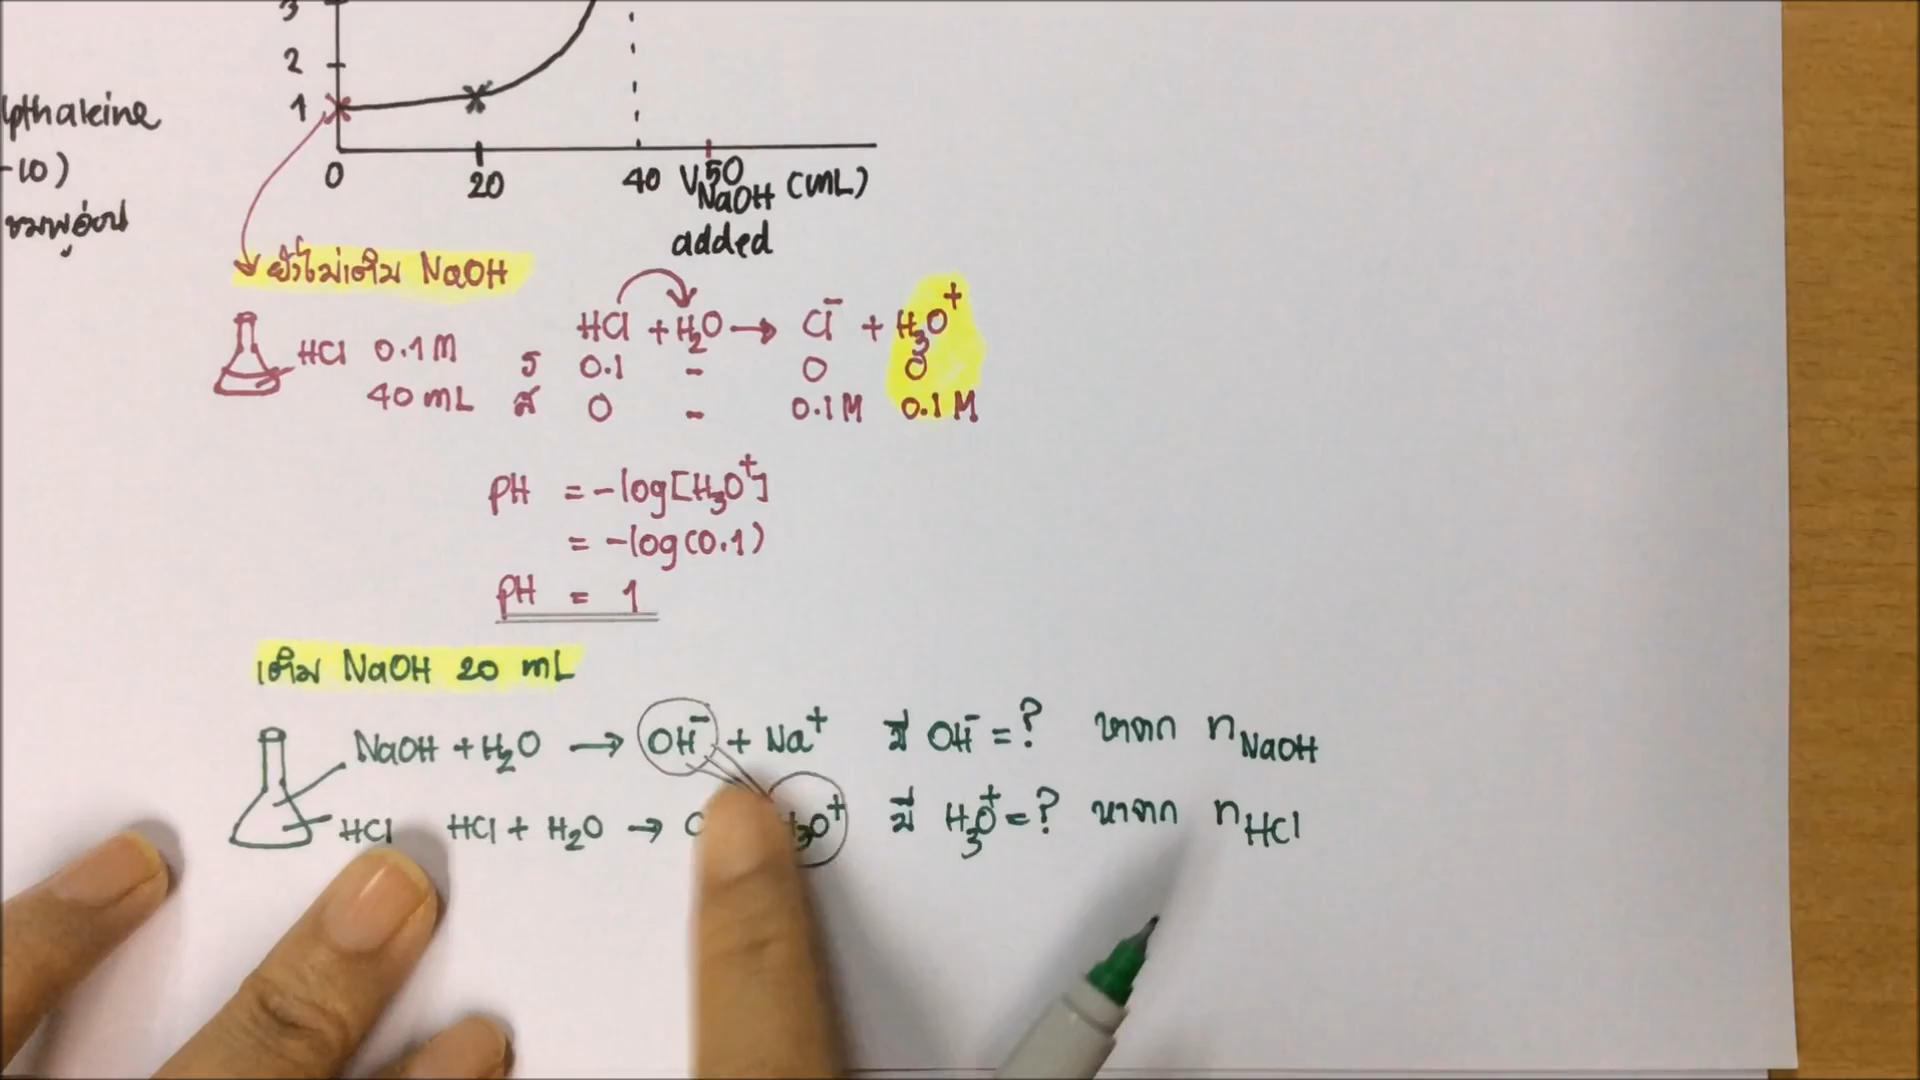 3
2
1
0 20 40 50
V NaOH (mL)
added
-10)
ชมพูอ่อน
ยังไม่เติม NaOH
HCl 0.1 M
40 mL
HCl + H₂O → Cl⁻ + H₃O⁺
ร 0.1 - 0 0
ส 0 - 0.1 M 0.1 M
pH = -log[H₃O⁺]
= -log(0.1)
pH = 1
เติม NaOH 20 mL
NaOH + H₂O → OH⁻ + Na⁺ มี OH⁻ = ? หาจาก n NaOH
HCl HCl + H₂O → H₃O⁺ มี H₃O⁺ = ? หาจาก n HCl